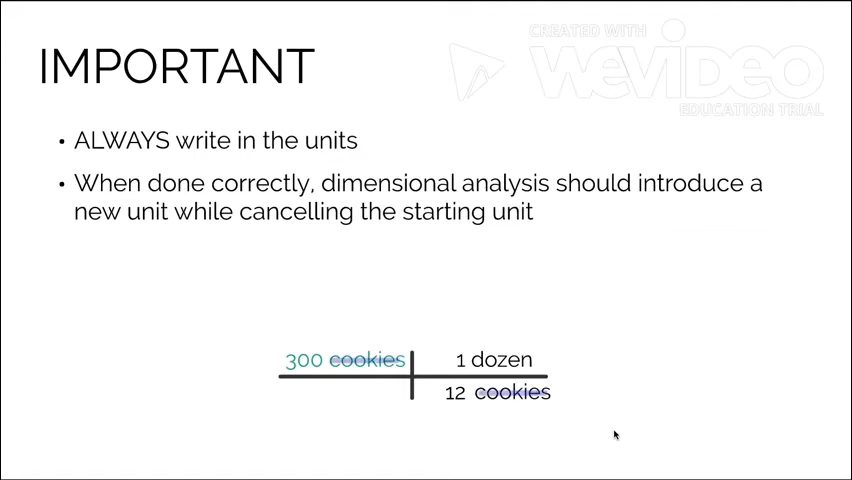 CREATED WITH
WEVIDEO
EDUCATION TRIAL
IMPORTANT
• ALWAYS write in the units
• When done correctly, dimensional analysis should introduce a
new unit while cancelling the starting unit
300 cookies 1 dozen
12 cookies